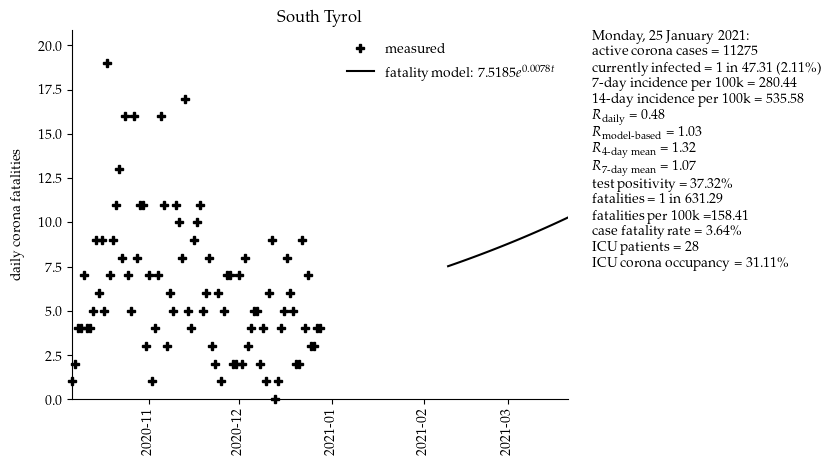 South Tyrol
measured
fatality model: 7.5185e^0.0078t
daily corona fatalities
20.0
17.5
15.0
12.5
10.0
7.5
5.0
2.5
0.0
2020-11
2020-12
2021-01
2021-02
2021-03
Monday, 25 January 2021:
active corona cases = 11275
currently infected = 1 in 47.31 (2.11%)
7-day incidence per 100k = 280.44
14-day incidence per 100k = 535.58
R_daily = 0.48
R_model-based = 1.03
R_4-day mean = 1.32
R_7-day mean = 1.07
test positivity = 37.32%
fatalities = 1 in 631.29
fatalities per 100k =158.41
case fatality rate = 3.64%
ICU patients = 28
ICU corona occupancy = 31.11%